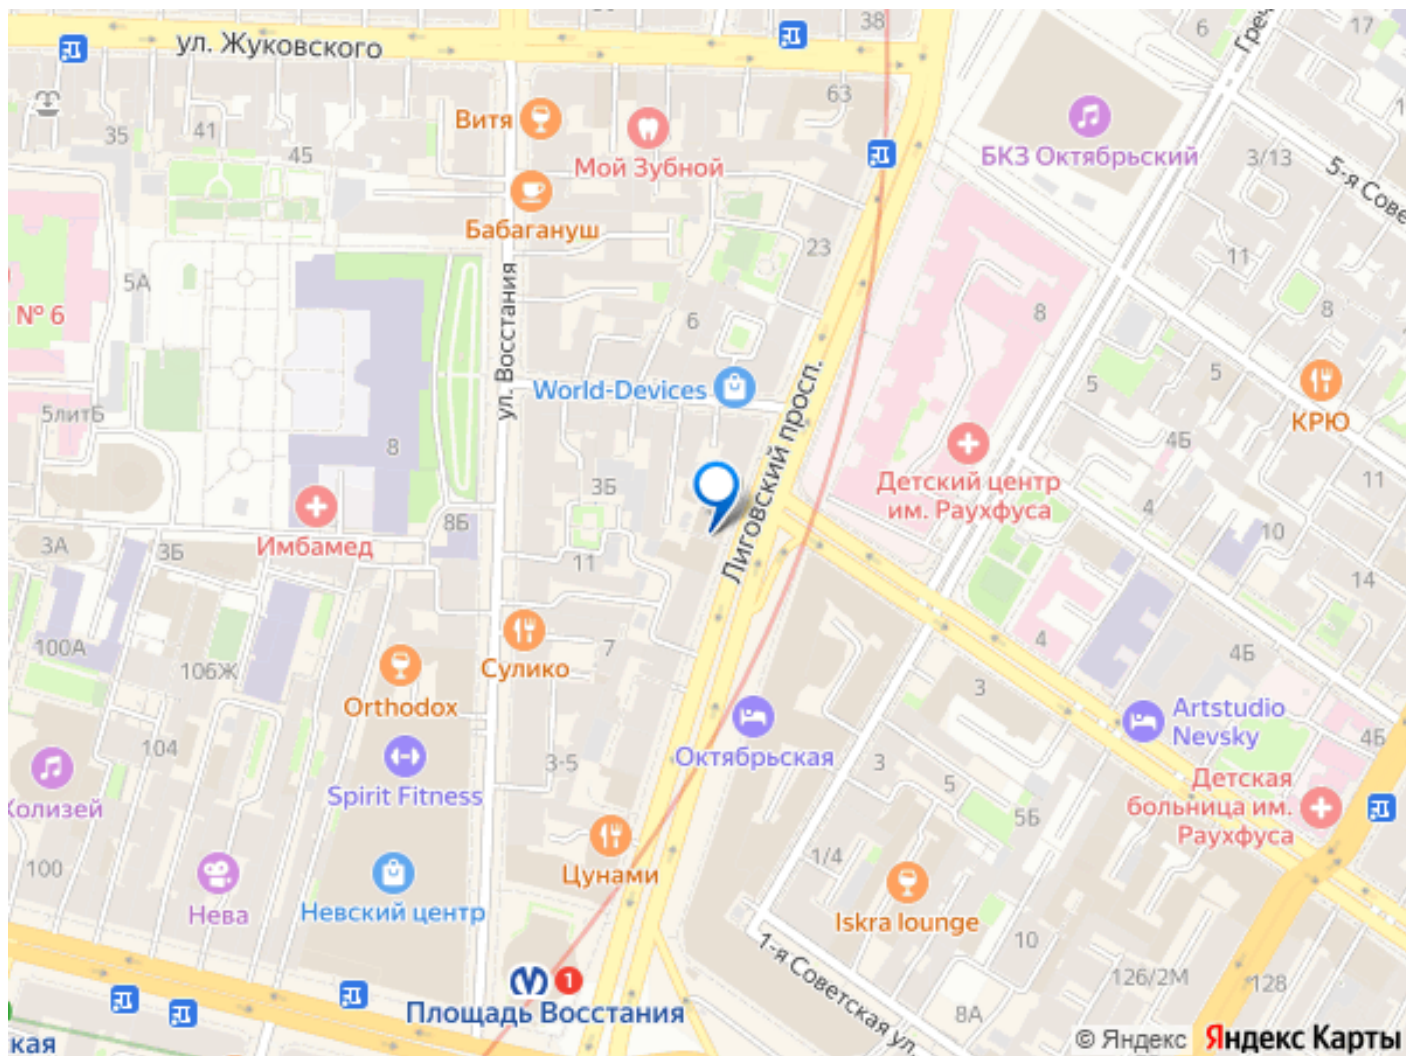 38
6
17
Греч
ул. Жуковского
63
Витя
35
41
45
Мой Зубной
БКЗ Октябрьский
3/13
5-я Сове
Бабагануш
23
11
5А
№ 6
ул. Восстания
6
8
8
World-Devices
Лиговский просп.
5
5
КРЮ
5литБ
8
4Б
11
Детский центр
им. Раухфуса
3Б
4
8Б
10
3А
3Б
Имбамед
11
14
100А
106Ж
Сулико
7
4
4Б
Orthodox
3
Artstudio
Nevsky
4Б
104
Октябрьская
3-5
3
5
Spirit Fitness
Детская
больница им.
Раухфуса
Колизей
5Б
100
Цунами
1/4
Нева
Невский центр
Iskra lounge
10
1-я Советская ул.
126/2М
128
1
Площадь Восстания
8А
кая
© Яндекс Яндекс Карты